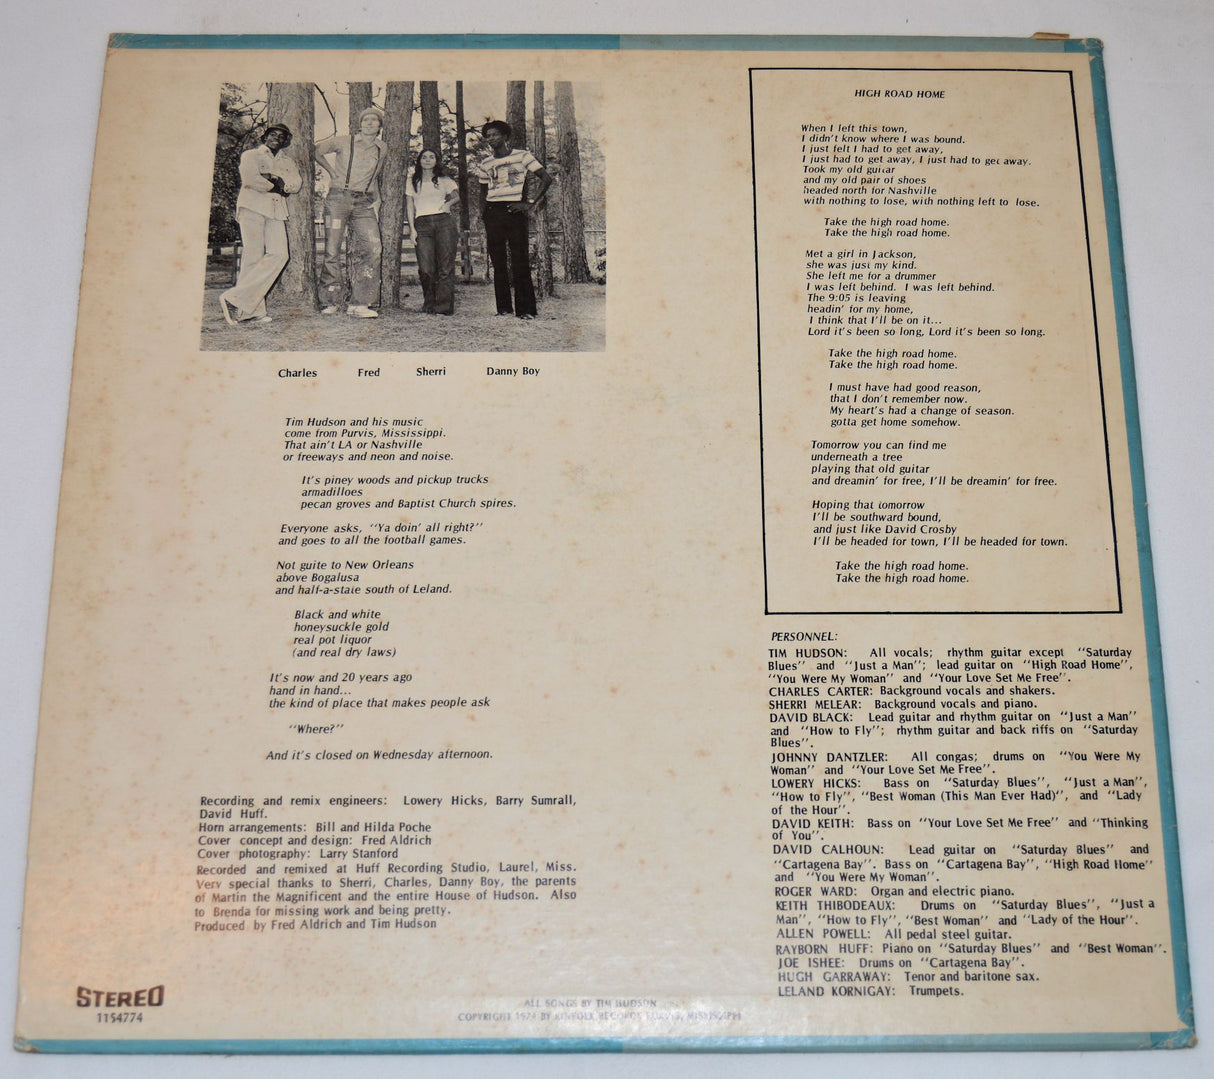 Charles Fred Sherri Danny Boy
Tim Hudson and his music
come from Purvis, Mississippi.
That ain't LA or Nashville
or freeways and neon and noise.
It's piney woods and pickup trucks
armadilloes
pecan groves and Baptist Church spires.
Everyone asks, "Ya doin' all right?"
and goes to all the football games.
Not guite to New Orleans
above Bogalusa
and half-a-state south of Leland.
Black and white
honeysuckle gold
real pot liquor
(and real dry laws)
It's now and 20 years ago
hand in hand...
the kind of place that makes people ask
"Where?"
And it's closed on Wednesday afternoon.
Recording and remix engineers: Lowery Hicks, Barry Sumrall,
David Huff.
Horn arrangements: Bill and Hilda Poche
Cover concept and design: Fred Aldrich
Cover photography: Larry Stanford
Recorded and remixed at Huff Recording Studio, Laurel, Miss.
Very special thanks to Sherri, Charles, Danny Boy, the parents
of Martin the Magnificent and the entire House of Hudson. Also
to Brenda for missing work and being pretty.
Produced by Fred Aldrich and Tim Hudson
STEREO
1154774
ALL SONGS BY TIM HUDSON
COPYRIGHT 1974 BY KINFOLK RECORDS PURVIS, MISSISSIPPI
HIGH ROAD HOME
When I left this town,
I didn't know where I was bound.
I just felt I had to get away,
I just had to get away, I just had to get away.
Took my old guitar
and my old pair of shoes
headed north for Nashville
with nothing to lose, with nothing left to lose.
Take the high road home.
Take the high road home.
Met a girl in Jackson,
she was just my kind.
She left me for a drummer
I was left behind. I was left behind.
The 9:05 is leaving
headin' for my home,
I think that I'll be on it...
Lord it's been so long, Lord it's been so long.
Take the high road home.
Take the high road home.
I must have had good reason,
that I don't remember now.
My heart's had a change of season.
gotta get home somehow.
Tomorrow you can find me
underneath a tree
playing that old guitar
and dreamin' for free, I'll be dreamin' for free.
Hoping that tomorrow
I'll be southward bound,
and just like David Crosby
I'll be headed for town, I'll be headed for town.
Take the high road home.
Take the high road home.
PERSONNEL:
TIM HUDSON: All vocals; rhythm guitar except "Saturday
Blues" and "Just a Man"; lead guitar on "High Road Home",
"You Were My Woman" and "Your Love Set Me Free".
CHARLES CARTER: Background vocals and shakers.
SHERRI MELEAR: Background vocals and piano.
DAVID BLACK: Lead guitar and rhythm guitar on "Just a Man"
and "How to Fly"; rhythm guitar and back riffs on "Saturday
Blues".
JOHNNY DANTZLER: All congas; drums on "You Were My
Woman" and "Your Love Set Me Free".
LOWERY HICKS: Bass on "Saturday Blues", "Just a Man",
"How to Fly", "Best Woman (This Man Ever Had)", and "Lady
of the Hour".
DAVID KEITH: Bass on "Your Love Set Me Free" and "Thinking
of You".
DAVID CALHOUN: Lead guitar on "Saturday Blues" and
"Cartagena Bay". Bass on "Cartagena Bay", "High Road Home"
and "You Were My Woman".
ROGER WARD: Organ and electric piano.
KEITH THIBODEAUX: Drums on "Saturday Blues", "Just a
Man", "How to Fly", "Best Woman" and "Lady of the Hour".
ALLEN POWELL: All pedal steel guitar.
RAYBORN HUFF: Piano on "Saturday Blues" and "Best Woman".
JOE ISHEE: Drums on "Cartagena Bay".
HUGH GARRAWAY: Tenor and baritone sax.
LELAND KORNIGAY: Trumpets.